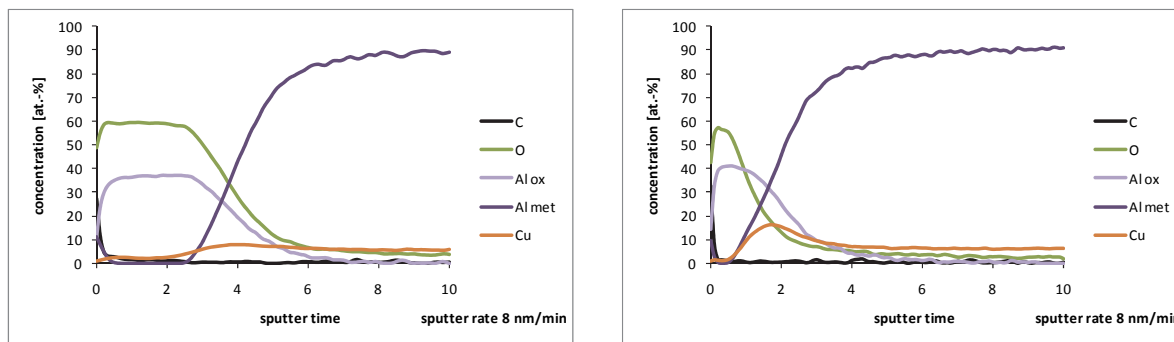 100
90
80
70
60
50
40
30
20
10
0
concentration [at.-%]
0 2 4 6 8 10
sputter time
sputter rate 8 nm/min
C
O
Al ox
Al met
Cu
100
90
80
70
60
50
40
30
20
10
0
concentration [at.-%]
0 2 4 6 8 10
sputter time
sputter rate 8 nm/min
C
O
Al ox
Al met
Cu